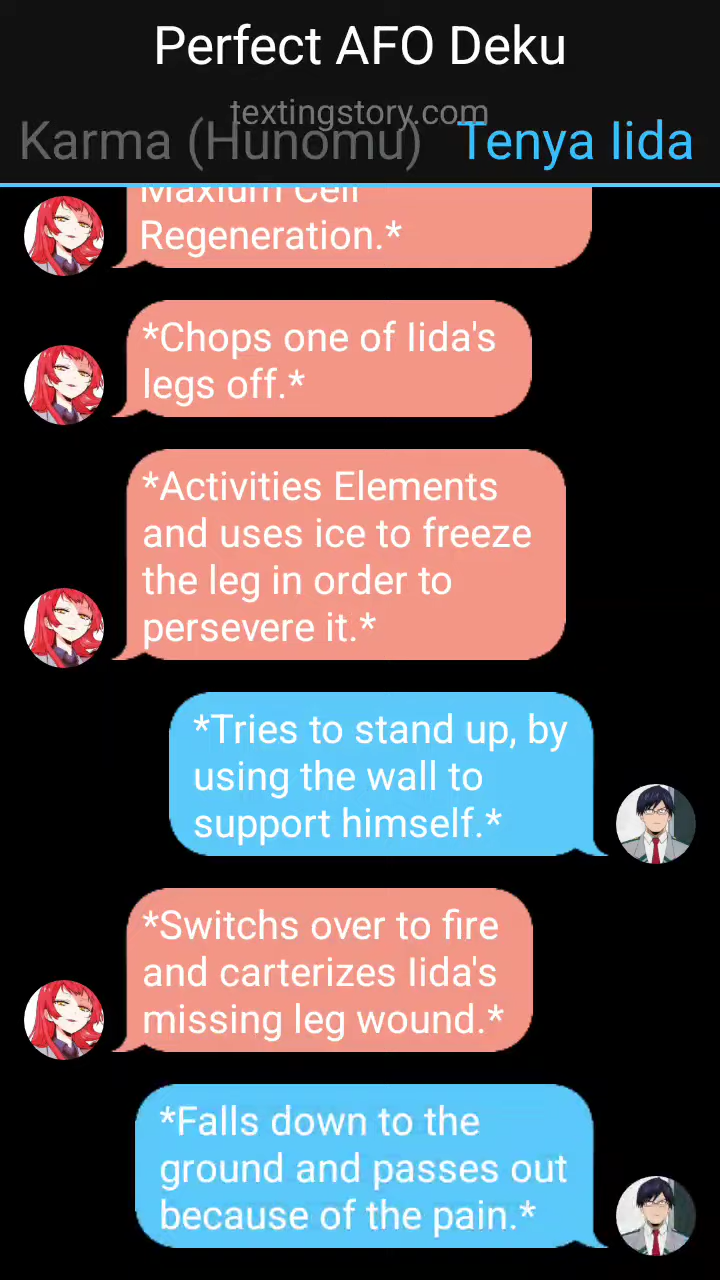 Perfect AFO Deku
textingstory.com
Karma (Hunomu) Tenya Iida
Maxium Cell
Regeneration.*
*Chops one of Iida's
legs off.*
*Activities Elements
and uses ice to freeze
the leg in order to
persevere it.*
*Tries to stand up, by
using the wall to
support himself.*
*Switchs over to fire
and carterizes Iida's
missing leg wound.*
*Falls down to the
ground and passes out
because of the pain.*